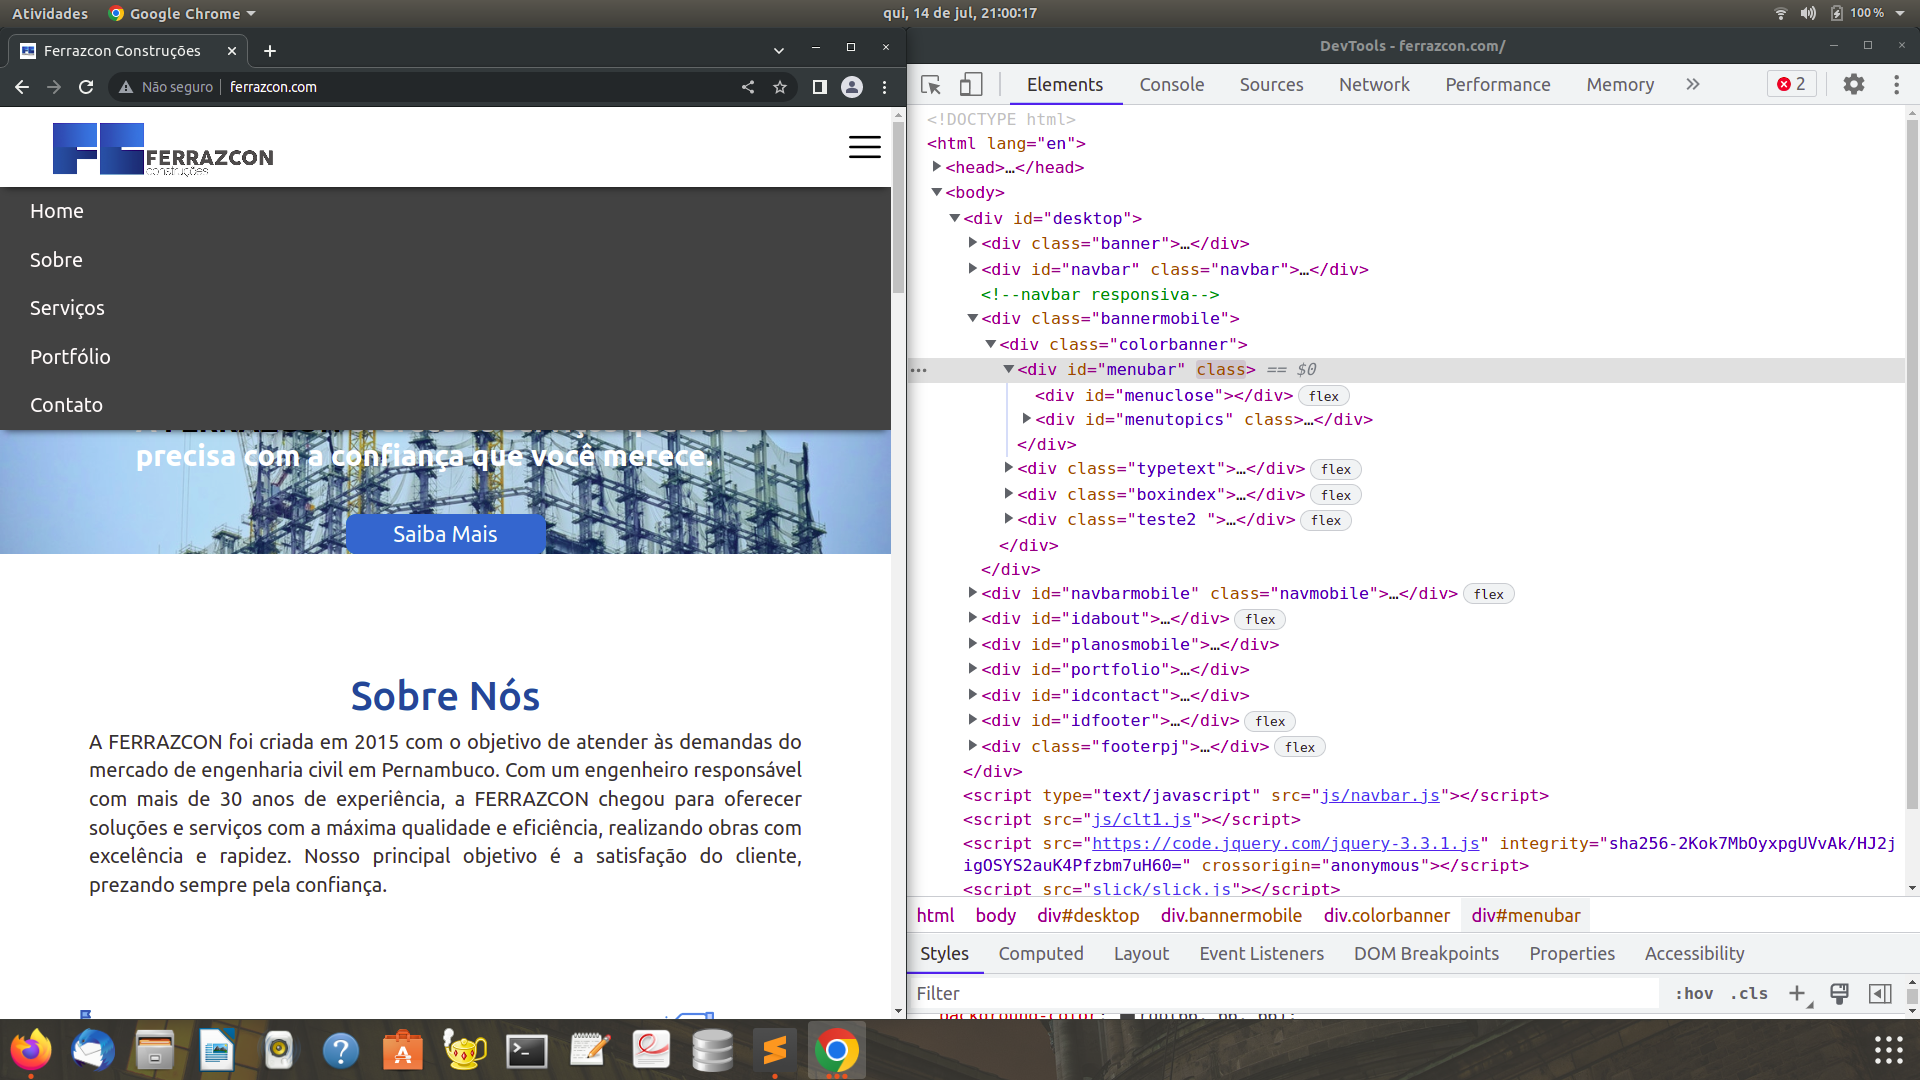 Atividades
Google Chrome
qui, 14 de jul, 21:00:17
100 %
Ferrazcon Construções
Não seguro
ferrazcon.com
FERRAZCON
construções
Home
Sobre
Serviços
Portfólio
Contato
precisa com a confiança que você merece.
Saiba Mais
Sobre Nós
A FERRAZCON foi criada em 2015 com o objetivo de atender às demandas do
mercado de engenharia civil em Pernambuco. Com um engenheiro responsável
com mais de 30 anos de experiência, a FERRAZCON chegou para oferecer
soluções e serviços com a máxima qualidade e eficiência, realizando obras com
excelência e rapidez. Nosso principal objetivo é a satisfação do cliente,
prezando sempre pela confiança.
DevTools - ferrazcon.com/
Elements Console Sources Network Performance Memory
2
<!DOCTYPE html>
<html lang="en">
<head>…</head>
<body>
<div id="desktop">
<div class="banner">…</div>
<div id="navbar" class="navbar">…</div>
<!--navbar responsiva-->
<div class="bannermobile">
<div class="colorbanner">
<div id="menubar" class> == $0
<div id="menuclose"></div> flex
<div id="menutopics" class>…</div>
</div>
<div class="typetext">…</div> flex
<div class="boxindex">…</div> flex
<div class="teste2 ">…</div> flex
</div>
</div>
<div id="navbarmobile" class="navmobile">…</div> flex
<div id="idabout">…</div> flex
<div id="planosmobile">…</div>
<div id="portfolio">…</div>
<div id="idcontact">…</div>
<div id="idfooter">…</div> flex
<div class="footerpj">…</div> flex
</div>
<script type="text/javascript" src="js/navbar.js"></script>
<script src="js/clt1.js"></script>
<script src="https://code.jquery.com/jquery-3.3.1.js" integrity="sha256-2Kok7MbOyxpgUVvAk/HJ2j
igOSYS2auK4Pfzbm7uH60=" crossorigin="anonymous"></script>
<script src="slick/slick.js"></script>
html body div#desktop div.bannermobile div.colorbanner div#menubar
Styles Computed Layout Event Listeners DOM Breakpoints Properties Accessibility
Filter
:hov .cls